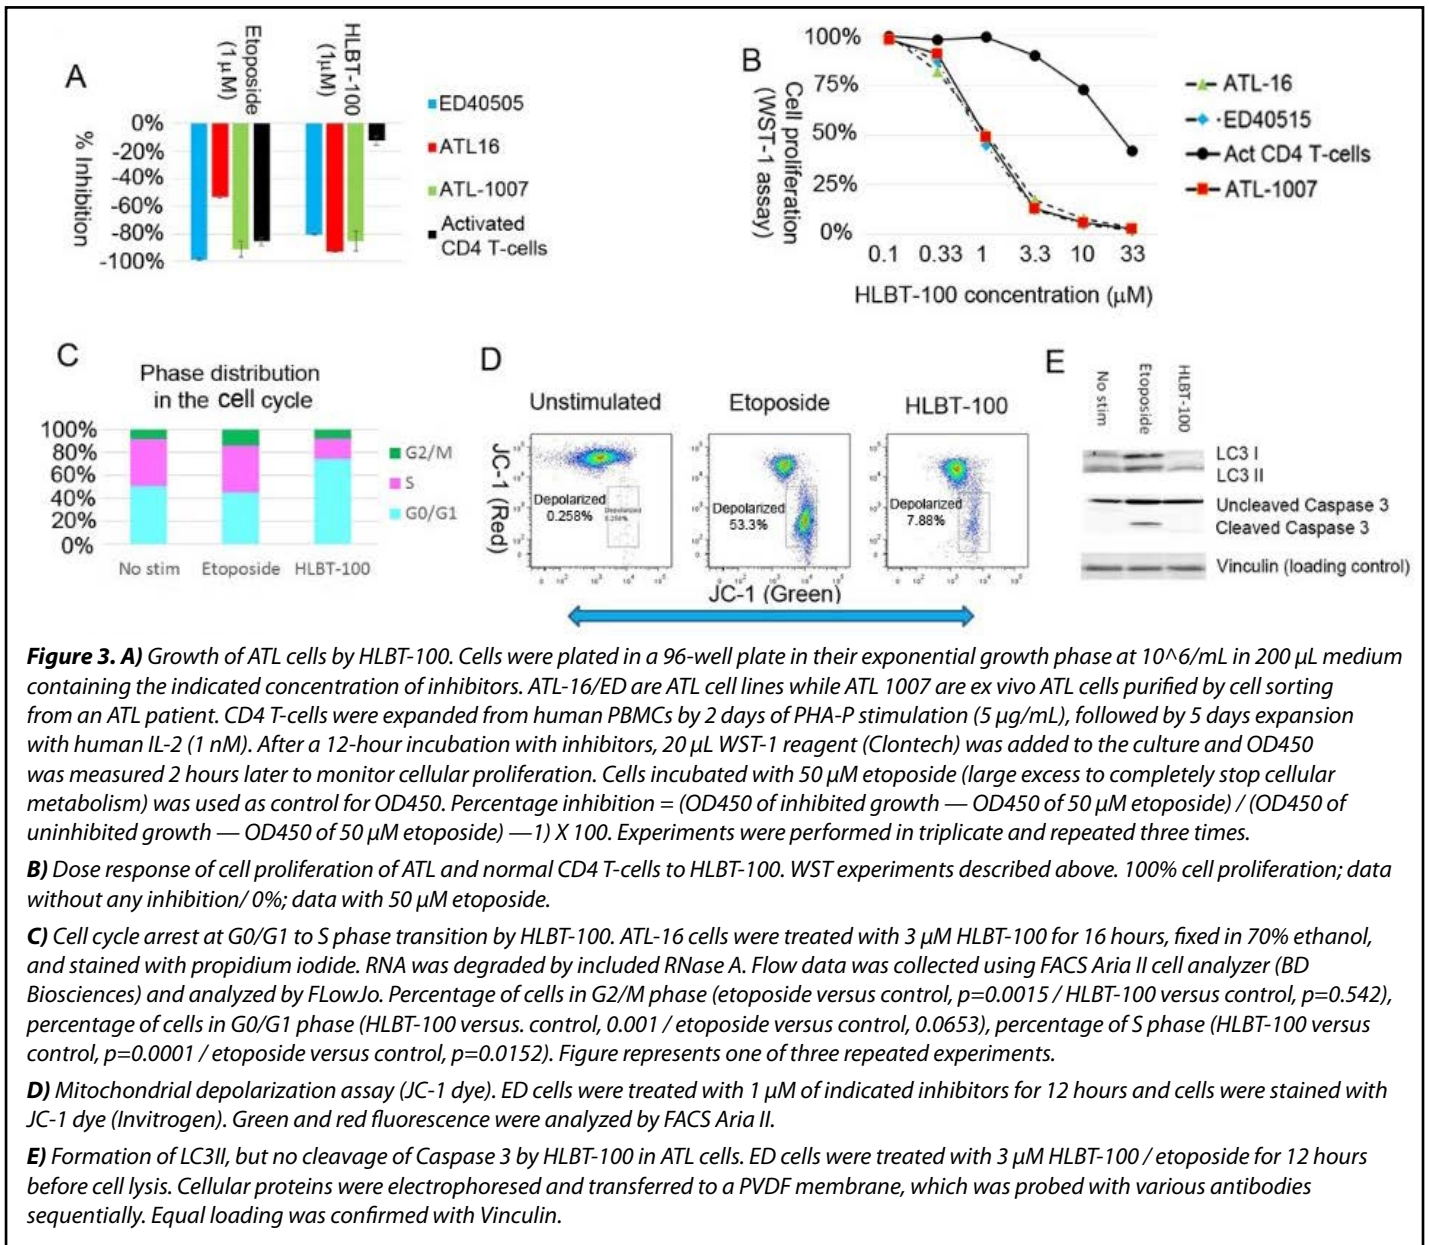 A
Etoposide
(1 μM)
HLBT-100
(1μM)
% Inhibition
0%
-20%
-40%
-60%
-80%
-100%
ED40505
ATL16
ATL-1007
Activated
CD4 T-cells
B
Cell proliferation
(WST-1 assay)
100%
75%
50%
25%
0%
0.1 0.33 1 3.3 10 33
HLBT-100 concentration (μM)
ATL-16
ED40515
Act CD4 T-cells
ATL-1007
C
Phase distribution
in the cell cycle
100%
80%
60%
40%
20%
0%
No stim Etoposide HLBT-100
G2/M
S
G0/G1
D
Unstimulated Etoposide HLBT-100
JC-1 (Red)
Depolarized
0.258%
Depolarized
53.3%
Depolarized
7.88%
JC-1 (Green)
E
No stim
Etoposide
HLBT-100
LC3 I
LC3 II
Uncleaved Caspase 3
Cleaved Caspase 3
Vinculin (loading control)
Figure 3. A) Growth of ATL cells by HLBT-100. Cells were plated in a 96-well plate in their exponential growth phase at 10^6/mL in 200 μL medium
containing the indicated concentration of inhibitors. ATL-16/ED are ATL cell lines while ATL 1007 are ex vivo ATL cells purified by cell sorting
from an ATL patient. CD4 T-cells were expanded from human PBMCs by 2 days of PHA-P stimulation (5 μg/mL), followed by 5 days expansion
with human IL-2 (1 nM). After a 12-hour incubation with inhibitors, 20 μL WST-1 reagent (Clontech) was added to the culture and OD450
was measured 2 hours later to monitor cellular proliferation. Cells incubated with 50 μM etoposide (large excess to completely stop cellular
metabolism) was used as control for OD450. Percentage inhibition = (OD450 of inhibited growth — OD450 of 50 μM etoposide) / (OD450 of
uninhibited growth — OD450 of 50 μM etoposide) —1) X 100. Experiments were performed in triplicate and repeated three times.
B) Dose response of cell proliferation of ATL and normal CD4 T-cells to HLBT-100. WST experiments described above. 100% cell proliferation; data
without any inhibition/ 0%; data with 50 μM etoposide.
C) Cell cycle arrest at G0/G1 to S phase transition by HLBT-100. ATL-16 cells were treated with 3 μM HLBT-100 for 16 hours, fixed in 70% ethanol,
and stained with propidium iodide. RNA was degraded by included RNase A. Flow data was collected using FACS Aria II cell analyzer (BD
Biosciences) and analyzed by FLowJo. Percentage of cells in G2/M phase (etoposide versus control, p=0.0015 / HLBT-100 versus control, p=0.542),
percentage of cells in G0/G1 phase (HLBT-100 versus. control, 0.001 / etoposide versus control, 0.0653), percentage of S phase (HLBT-100 versus
control, p=0.0001 / etoposide versus control, p=0.0152). Figure represents one of three repeated experiments.
D) Mitochondrial depolarization assay (JC-1 dye). ED cells were treated with 1 μM of indicated inhibitors for 12 hours and cells were stained with
JC-1 dye (Invitrogen). Green and red fluorescence were analyzed by FACS Aria II.
E) Formation of LC3II, but no cleavage of Caspase 3 by HLBT-100 in ATL cells. ED cells were treated with 3 μM HLBT-100 / etoposide for 12 hours
before cell lysis. Cellular proteins were electrophoresed and transferred to a PVDF membrane, which was probed with various antibodies
sequentially. Equal loading was confirmed with Vinculin.